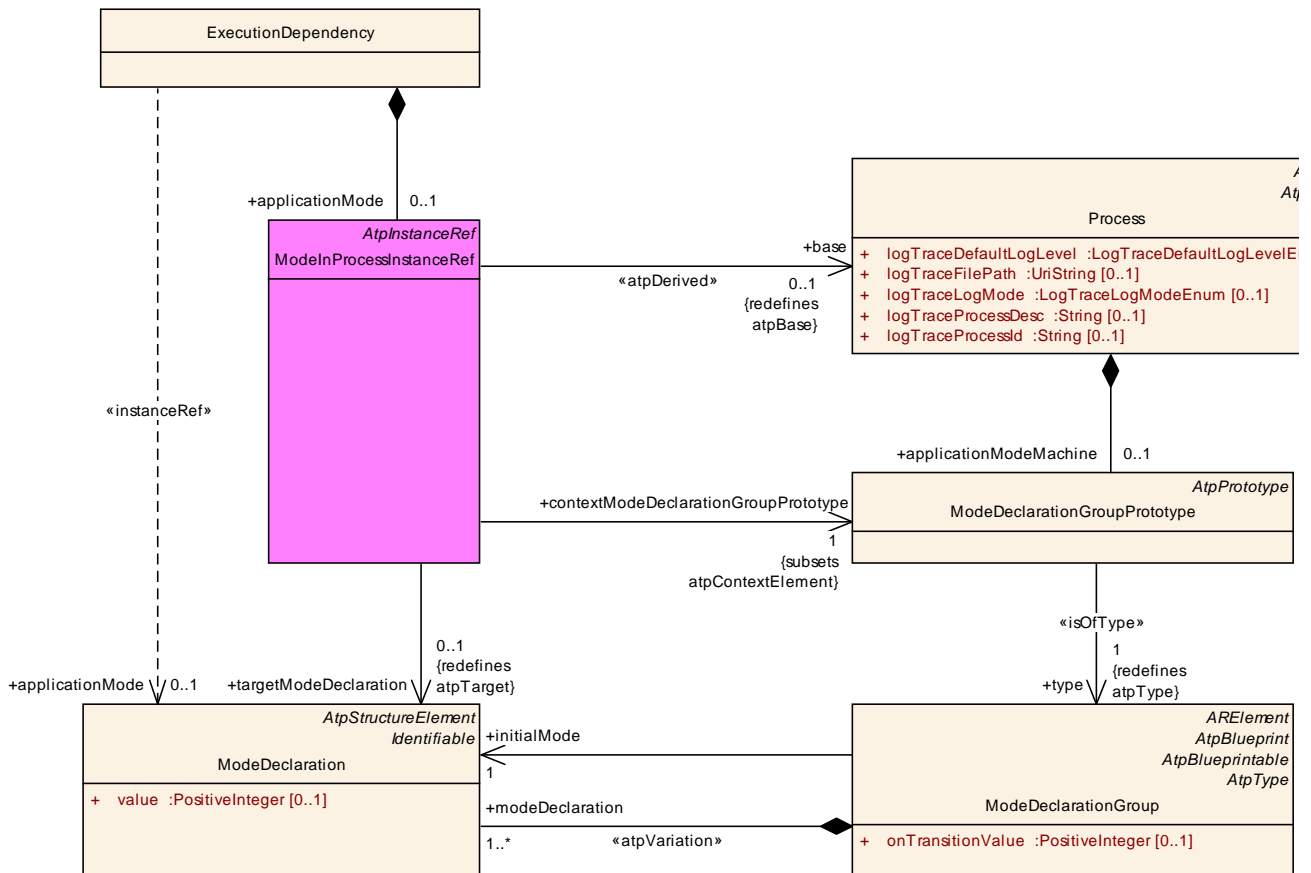 ExecutionDependency
+applicationMode 0..1
AtpInstanceRef
ModeInProcessInstanceRef
A
Atp
Process
+ logTraceDefaultLogLevel :LogTraceDefaultLogLevelE
+ logTraceFilePath :UriString [0..1]
+ logTraceLogMode :LogTraceLogModeEnum [0..1]
+ logTraceProcessDesc :String [0..1]
+ logTraceProcessId :String [0..1]
+base
«atpDerived»
0..1
{redefines
atpBase}
«instanceRef»
+applicationModeMachine 0..1
AtpPrototype
ModeDeclarationGroupPrototype
+contextModeDeclarationGroupPrototype
1
{subsets
atpContextElement}
«isOfType»
1
{redefines
atpType}
+type
0..1
{redefines
atpTarget}
+applicationMode 0..1
+targetModeDeclaration
AtpStructureElement
Identifiable
ModeDeclaration
+ value :PositiveInteger [0..1]
+initialMode
1
+modeDeclaration
1..*
«atpVariation»
ARElement
AtpBlueprint
AtpBlueprintable
AtpType
ModeDeclarationGroup
+ onTransitionValue :PositiveInteger [0..1]